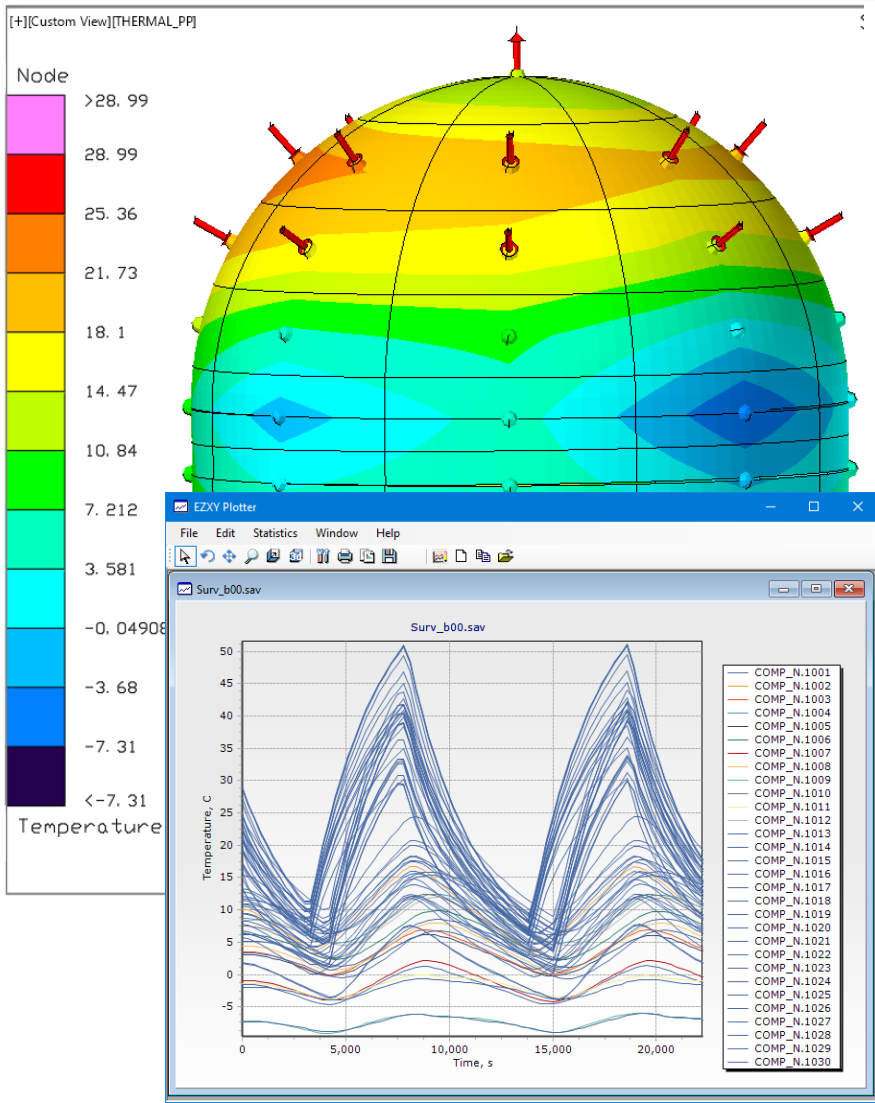 [+][Custom View][THERMAL_PP]
Node
>28. 99
28. 99
25. 36
21. 73
18. 1
14. 47
10. 84
7. 212
3. 581
-0. 04908
-3. 68
-7. 31
<-7. 31
Temperature
EZXY Plotter
File Edit Statistics Window Help
Surv_b00.sav
Surv_b00.sav
Temperature, C
50
45
40
35
30
25
20
15
10
5
0
-5
0 5,000 10,000 15,000 20,000
Time, s
COMP_N.1001
COMP_N.1002
COMP_N.1003
COMP_N.1004
COMP_N.1005
COMP_N.1006
COMP_N.1007
COMP_N.1008
COMP_N.1009
COMP_N.1010
COMP_N.1011
COMP_N.1012
COMP_N.1013
COMP_N.1014
COMP_N.1015
COMP_N.1016
COMP_N.1017
COMP_N.1018
COMP_N.1019
COMP_N.1020
COMP_N.1021
COMP_N.1022
COMP_N.1023
COMP_N.1024
COMP_N.1025
COMP_N.1026
COMP_N.1027
COMP_N.1028
COMP_N.1029
COMP_N.1030